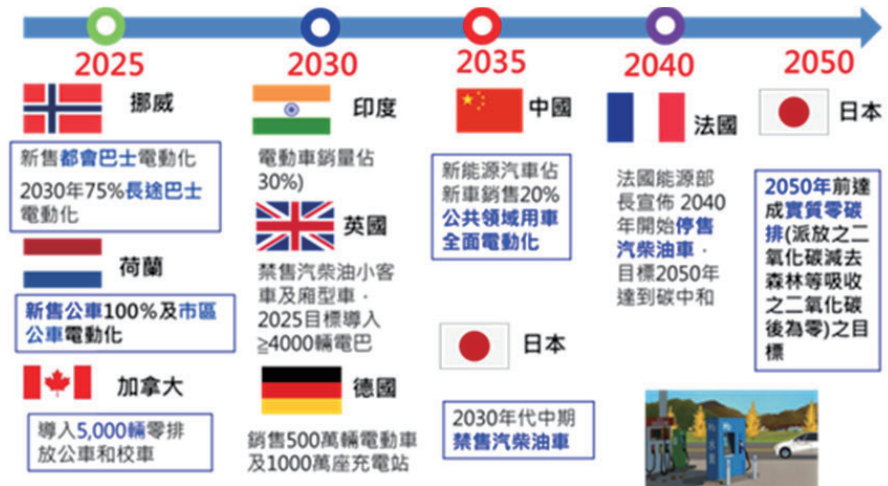 2025
2030
2035
2040
2050
挪威
新售都會巴士電動化
2030年75%長途巴士
電動化
荷蘭
新售公車100%及市區
公車電動化
加拿大
導入5,000輛零排
放公車和校車
印度
電動車銷量佔
30%)
英國
禁售汽柴油小客
車及廂型車，
2025目標導入
≧4000輛電巴
德國
銷售500萬輛電動車
及1000萬座充電站
中國
新能源汽車佔
新車銷售20%
公共領域用車
全面電動化
日本
2030年代中期
禁售汽柴油車
法國
法國能源部
長宣佈 2040
年開始停售
汽柴油車，
目標2050年
達到碳中和
日本
2050年前達
成實質零碳
排(派放之二
氧化碳減去
森林等吸收
之二氧化碳
後為零)之目
標